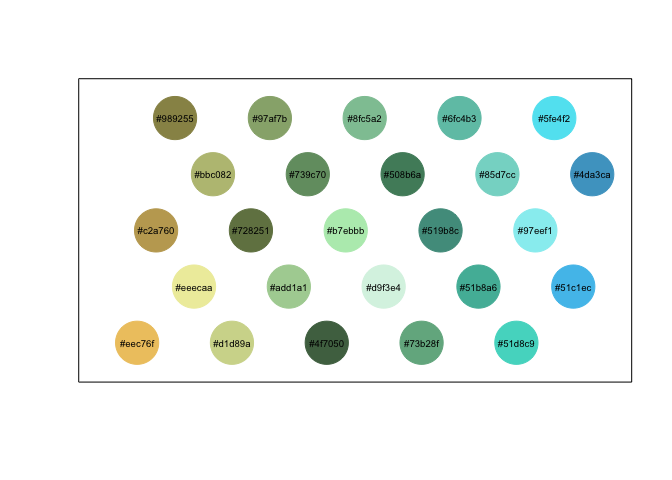 #989255 #97af7b #8fc5a2 #6fc4b3 #5fe4f2
#bbc082 #739c70 #508b6a #85d7cc #4da3ca
#c2a760 #728251 #b7ebbb #519b8c #97eef1
#eeecaa #add1a1 #d9f3e4 #51b8a6 #51c1ec
#eec76f #d1d89a #4f7050 #73b28f #51d8c9